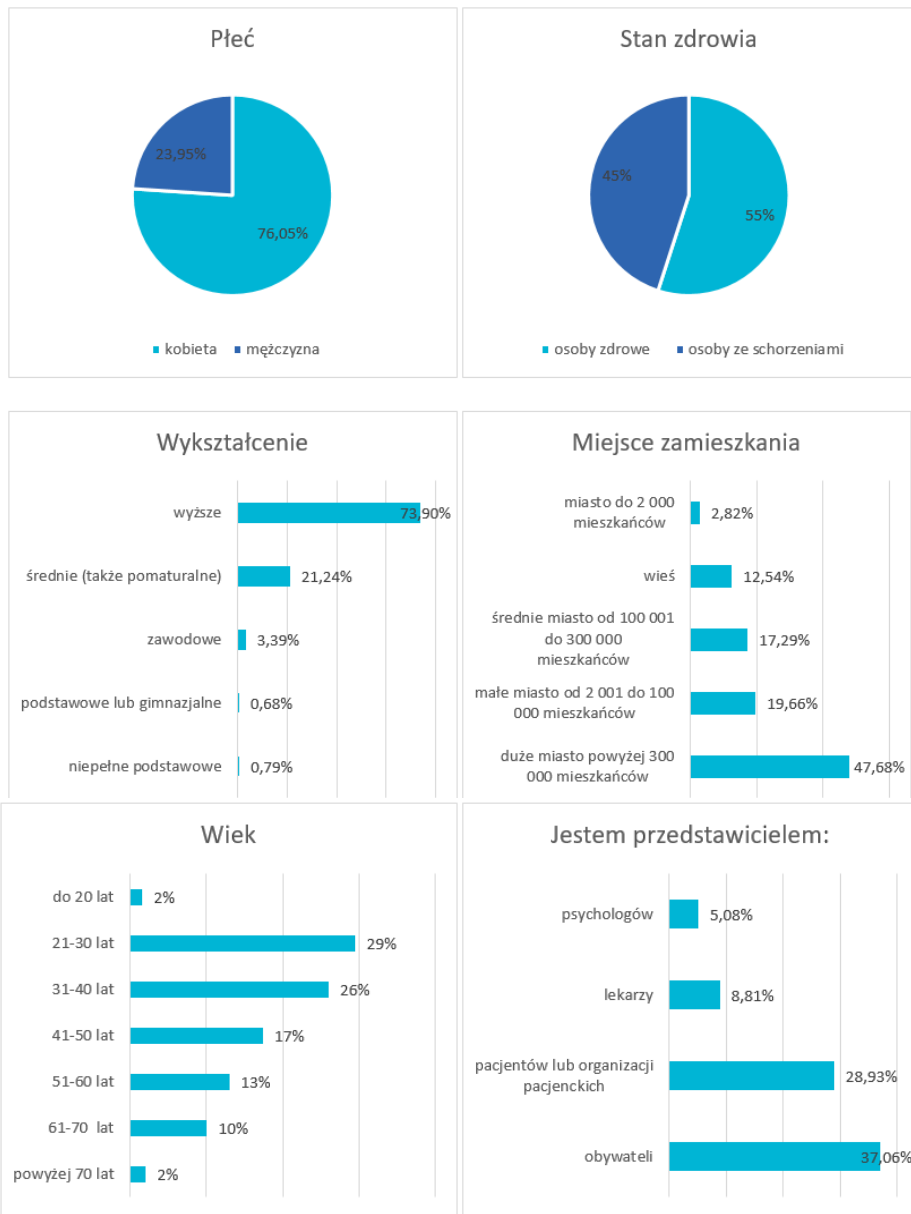 Płeć
23,95%
76,05%
kobieta mężczyzna
Stan zdrowia
45%
55%
osoby zdrowe osoby ze schorzeniami
Wykształcenie
wyższe 73,90%
średnie (także pomaturalne) 21,24%
zawodowe 3,39%
podstawowe lub gimnazjalne 0,68%
niepełne podstawowe 0,79%
Miejsce zamieszkania
miasto do 2 000
mieszkańców 2,82%
wieś 12,54%
średnie miasto od 100 001
do 300 000 17,29%
mieszkańców
małe miasto od 2 001 do 100
000 mieszkańców 19,66%
duże miasto powyżej 300
000 mieszkańców 47,68%
Wiek
do 20 lat 2%
21-30 lat 29%
31-40 lat 26%
41-50 lat 17%
51-60 lat 13%
61-70 lat 10%
powyżej 70 lat 2%
Jestem przedstawicielem:
psychologów 5,08%
lekarzy 8,81%
pacjentów lub organizacji
pacjenckich 28,93%
obywateli 37,06%